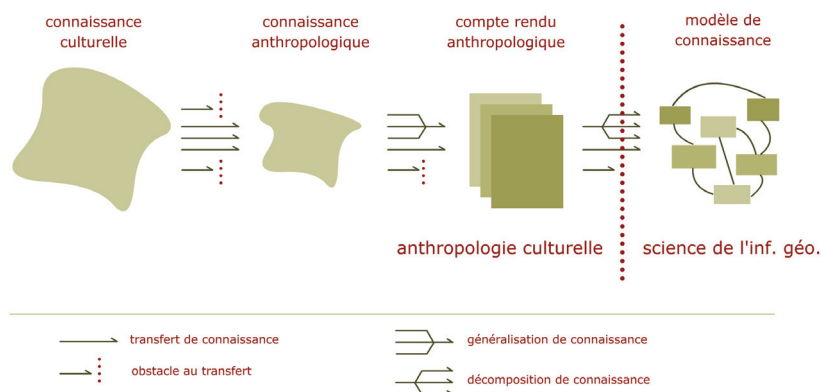 connaissance
culturelle
connaissance
anthropologique
compte rendu
anthropologique
modèle de
connaissance
anthropologie culturelle
science de l'inf. géo.
transfert de connaissance
obstacle au transfert
généralisation de connaissance
décomposition de connaissance